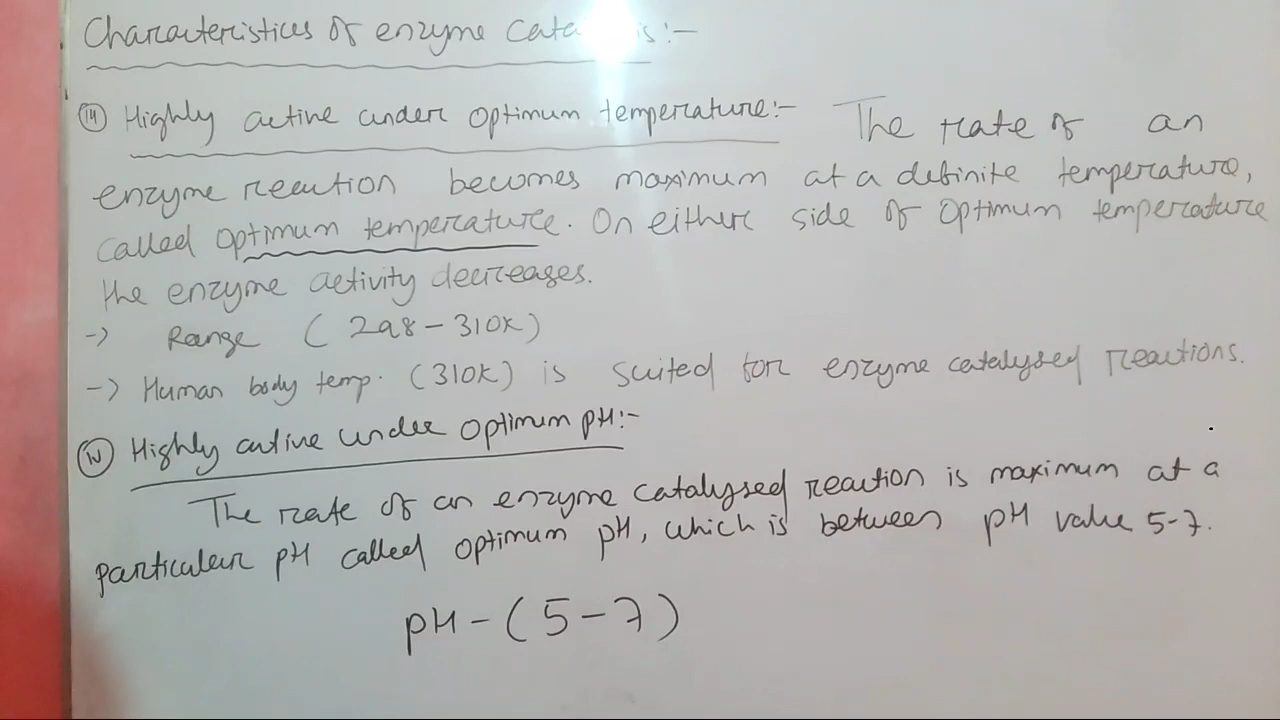 Characteristics of enzyme Cata is:-
(iii) Highly active under optimum temperature:- The rate of an
enzyme reaction becomes maximum at a definite temperature,
called optimum temperature. On either side of optimum temperature
the enzyme activity decreases.
-> Range (298-310K)
-> Human body temp. (310K) is suited for enzyme catalysed reactions.
(iv) Highly active under optimum pH:-
The rate of an enzyme catalysed reaction is maximum at a
particular pH called optimum pH, which is between pH value 5-7.
pH-(5-7)